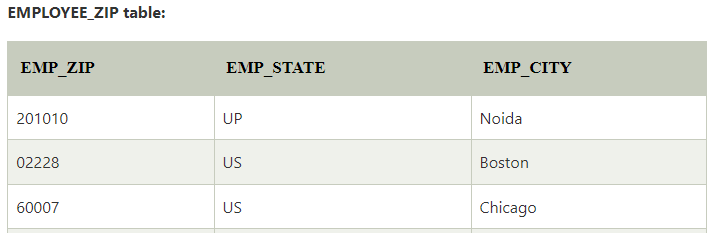 EMPLOYEE_ZIP table:
EMP_ZIP EMP_STATE EMP_CITY
201010 UP Noida
02228 US Boston
60007 US Chicago